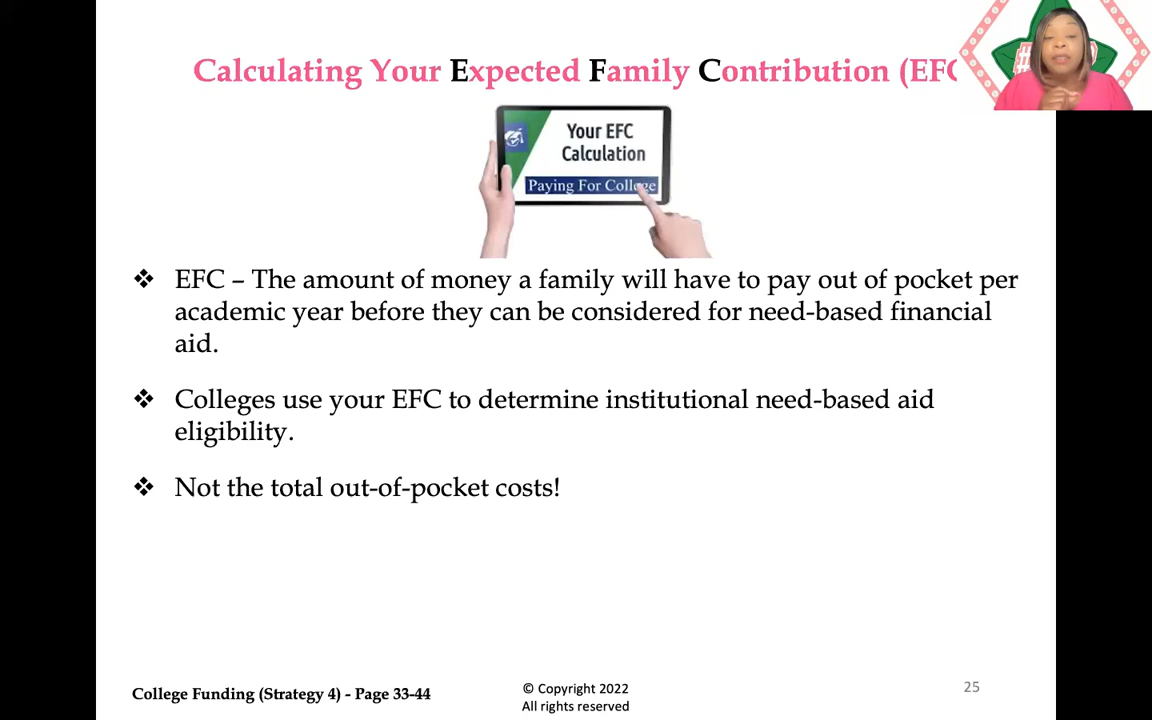 Calculating Your Expected Family Contribution (EFC
Your EFC
Calculation
Paying For College
❖ EFC – The amount of money a family will have to pay out of pocket per
academic year before they can be considered for need-based financial
aid.
❖ Colleges use your EFC to determine institutional need-based aid
eligibility.
❖ Not the total out-of-pocket costs!
College Funding (Strategy 4) - Page 33-44
© Copyright 2022
All rights reserved
25